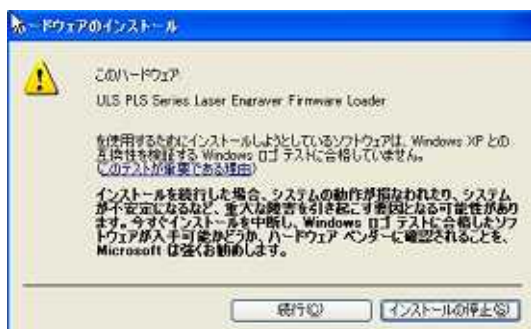 ハードウェアのインストール
このハードウェア:
ULS PLS Series Laser Engraver Firmware Loader
を使用するためにインストールしようとしているソフトウェアは、Windows XP との
互換性を検証する Windows ロゴ テストに合格していません。
(このテストが重要である理由)
インストールを続行した場合、システムの動作が損なわれたり、システム
が不安定になるなど、重大な障害を引き起こす要因となる可能性があり
ます。今すぐインストールを中断し、Windows ロゴ テストに合格したソフ
トウェアが入手可能かどうか、ハードウェア ベンダーに確認されることを、
Microsoft は強くお勧めします。
続行(C)
インストールの停止(S)